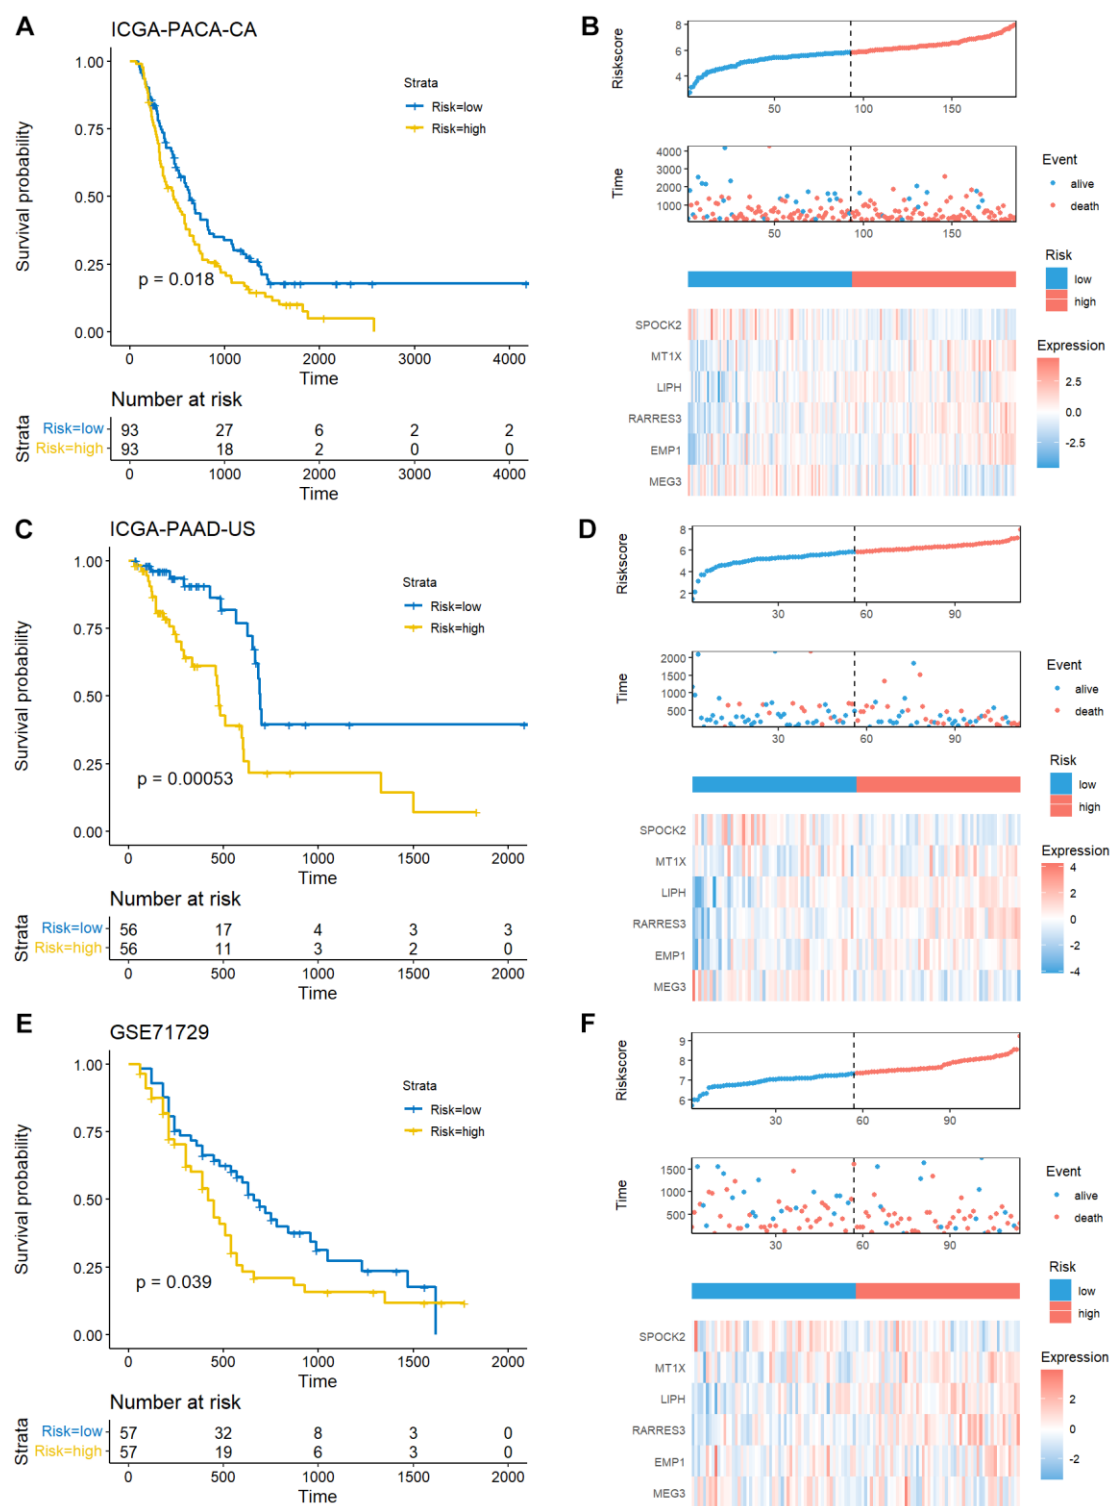 A
ICGA-PACA-CA
1.00
0.75
0.50
0.25
0.00
Survival probability
Strata
Risk=low
Risk=high
p = 0.018
0 1000 2000 3000 4000
Time
Number at risk
Strata
Risk=low 93 27 6 2 2
Risk=high 93 18 2 0 0
0 1000 2000 3000 4000
Time
B
Riskscore
8
6
4
50 100 150
Time
4000
3000
2000
1000
50 100 150
Event
alive
death
Risk
low
high
SPOCK2
MT1X
LIPH
RARRES3
EMP1
MEG3
Expression
2.5
0.0
-2.5
C
ICGA-PAAD-US
1.00
0.75
0.50
0.25
0.00
Survival probability
Strata
Risk=low
Risk=high
p = 0.00053
0 500 1000 1500 2000
Time
Number at risk
Strata
Risk=low 56 17 4 3 3
Risk=high 56 11 3 2 0
0 500 1000 1500 2000
Time
D
Riskscore
8
6
4
2
30 60 90
Time
2000
1500
1000
500
30 60 90
Event
alive
death
Risk
low
high
SPOCK2
MT1X
LIPH
RARRES3
EMP1
MEG3
Expression
4
2
0
-2
-4
E
GSE71729
1.00
0.75
0.50
0.25
0.00
Survival probability
Strata
Risk=low
Risk=high
p = 0.039
0 500 1000 1500 2000
Time
Number at risk
Strata
Risk=low 57 32 8 3 0
Risk=high 57 19 6 3 0
0 500 1000 1500 2000
Time
F
Riskscore
9
8
7
6
30 60 90
Time
1500
1000
500
30 60 90
Event
alive
death
Risk
low
high
SPOCK2
MT1X
LIPH
RARRES3
EMP1
MEG3
Expression
2
0
-2